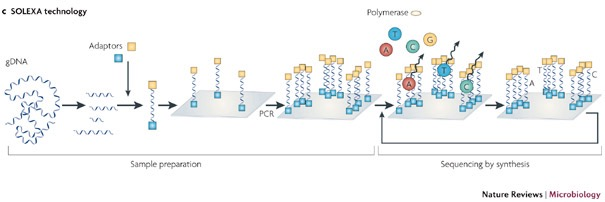 c SOLEXA technology
Polymerase
gDNA
Adaptors
A
T
C
G
A
T
C
A
T
C
PCR
Sample preparation
Sequencing by synthesis
Nature Reviews | Microbiology